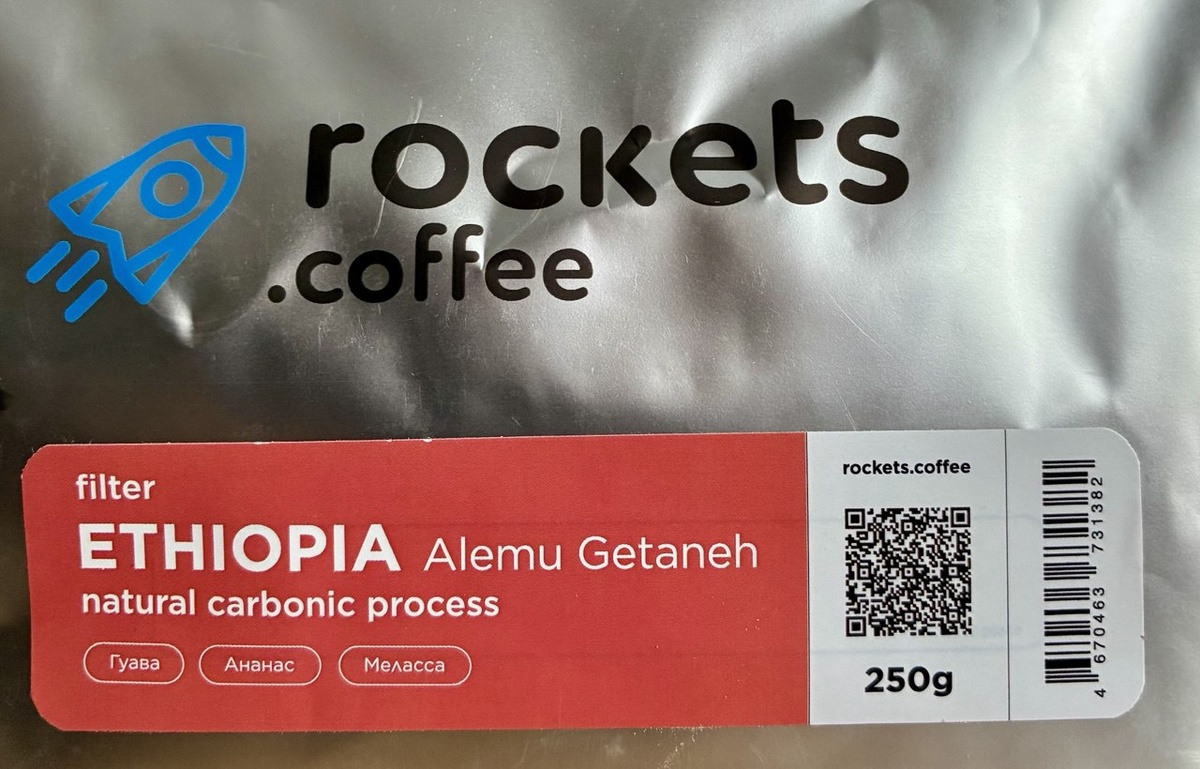 rockets
.coffee
filter
ETHIOPIA Alemu Getaneh
natural carbonic process
Гуава Ананас Меласса
rockets.coffee
250g
4 670463 731382